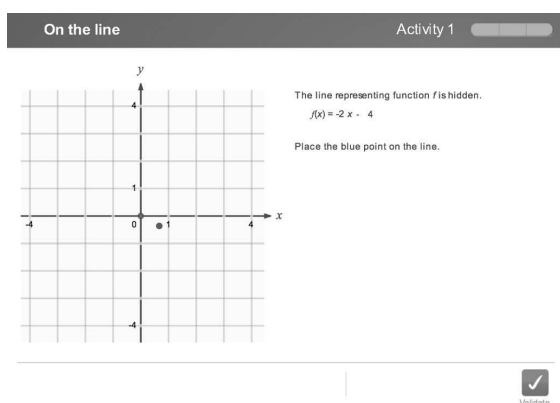 On the line
Activity 1
y
The line representing function f is hidden.
f(x) = -2 x - 4
Place the blue point on the line.
4
1
-4 0 1 4 x
-4
Validate